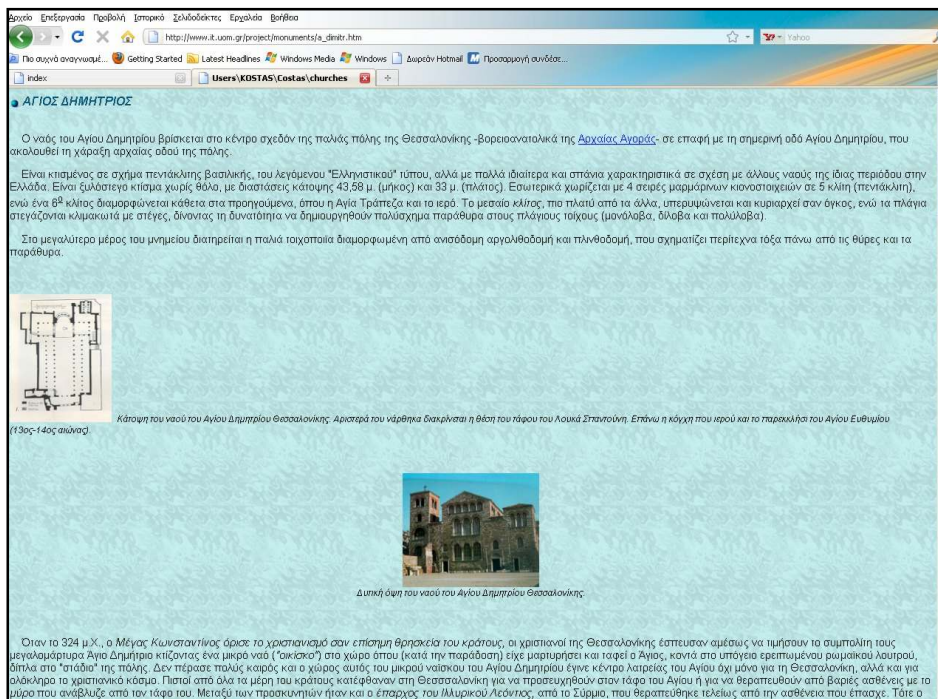 Αρχείο Επεξεργασία Προβολή Ιστορικό Σελιδοδείκτες Εργαλεία Βοήθεια
http://www.it.uom.gr/project/monuments/a_dimitr.htm Yahoo
Πιο συχνά αναγνωσμέ... Getting Started Latest Headlines Windows Media Windows Δωρεάν Hotmail Προσαρμογή συνδέσε...
index Users\KOSTAS\Costas\churches
ΑΓΙΟΣ ΔΗΜΗΤΡΙΟΣ
Ο ναός του Αγίου Δημητρίου βρίσκεται στο κέντρο σχεδόν της παλιάς πόλης της Θεσσαλονίκης -βορειοανατολικά της Αρχαίας Αγοράς- σε επαφή με τη σημερινή οδό Αγίου Δημητρίου, που
ακολουθεί τη χάραξη αρχαίας οδού της πόλης.
Είναι κτισμένος σε σχήμα πεντάκλιτης βασιλικής, του λεγόμενου "Ελληνιστικού" τύπου, αλλά με πολλά ιδιαίτερα και σπάνια χαρακτηριστικά σε σχέση με άλλους ναούς της ίδιας περιόδου στην
Ελλάδα. Είναι ξυλόστεγο κτίσμα χωρίς θόλο, με διαστάσεις κάτοψης 43,58 μ. (μήκος) και 33 μ. (πλάτος). Εσωτερικά χωρίζεται με 4 σειρές μαρμάρινων κιονοστοιχειών σε 5 κλίτη (πεντάκλιτη),
ενώ ένα 6º κλίτος διαμορφώνεται κάθετα στα προηγούμενα, όπου η Αγία Τράπεζα και το ιερό. Το μεσαίο κλίτος, πιο πλατύ από τα άλλα, υπερυψώνεται και κυριαρχεί σαν όγκος, ενώ τα πλάγια
στεγάζονται κλιμακωτά με στέγες, δίνοντας τη δυνατότητα να δημιουργηθούν πολύσχημα παράθυρα στους πλάγιους τοίχους (μονόλοβα, δίλοβα και πολύλοβα).
Στο μεγαλύτερο μέρος του μνημείου διατηρείται η παλιά τοιχοποιία διαμορφωμένη από ανισόδομη αργολιθοδομή και πλινθοδομή, που σχηματίζει περίτεχνα τόξα πάνω από τις θύρες και τα
παράθυρα.
Κάτοψη του ναού του Αγίου Δημητρίου Θεσσαλονίκης. Αριστερά του νάρθηκα διακρίνεται η θέση του τάφου του Λουκά Σπαντούνη. Επάνω η κόγχη που ιερού και το παρεκκλήσι του Αγίου Ευθυμίου
(13ος-14ος αιώνας).
Δυτική όψη του ναού του Αγίου Δημητρίου Θεσσαλονίκης.
Όταν το 324 μ.Χ., ο Μέγας Κωνσταντίνος όρισε το χριστιανισμό σαν επίσημη θρησκεία του κράτους, οι χριστιανοί της Θεσσαλονίκης έσπευσαν αμέσως να τιμήσουν το συμπολίτη τους
μεγαλομάρτυρα Άγιο Δημήτριο κτίζοντας ένα μικρό ναό ("οικίσκο") στο χώρο όπου (κατά την παράδοση) είχε μαρτυρήσει και ταφεί ο Άγιος, κοντά στο υπόγειο ερειπωμένου ρωμαϊκού λουτρού,
δίπλα στο "στάδιο" της πόλης. Δεν πέρασε πολύς καιρός και ο χώρος αυτός του μικρού ναΐσκου του Αγίου Δημητρίου έγινε κέντρο λατρείας του Αγίου όχι μόνο για τη Θεσσαλονίκη, αλλά και για
ολόκληρο το χριστιανικό κόσμο. Πιστοί από όλα τα μέρη του κράτους κατέφθαναν στη Θεσσσαλονίκη για να προσευχηθούν στον τάφο του Αγίου ή για να θεραπευθούν από βαριές ασθένειες με το
μύρο που ανάβλυζε από τον τάφο του. Μεταξύ των προσκυνητών ήταν και ο έπαρχος του Ιλλυρικού Λεόντιος, από το Σύρμιο, που θεραπεύθηκε τελείως από την ασθένεια που έπασχε. Τότε ο